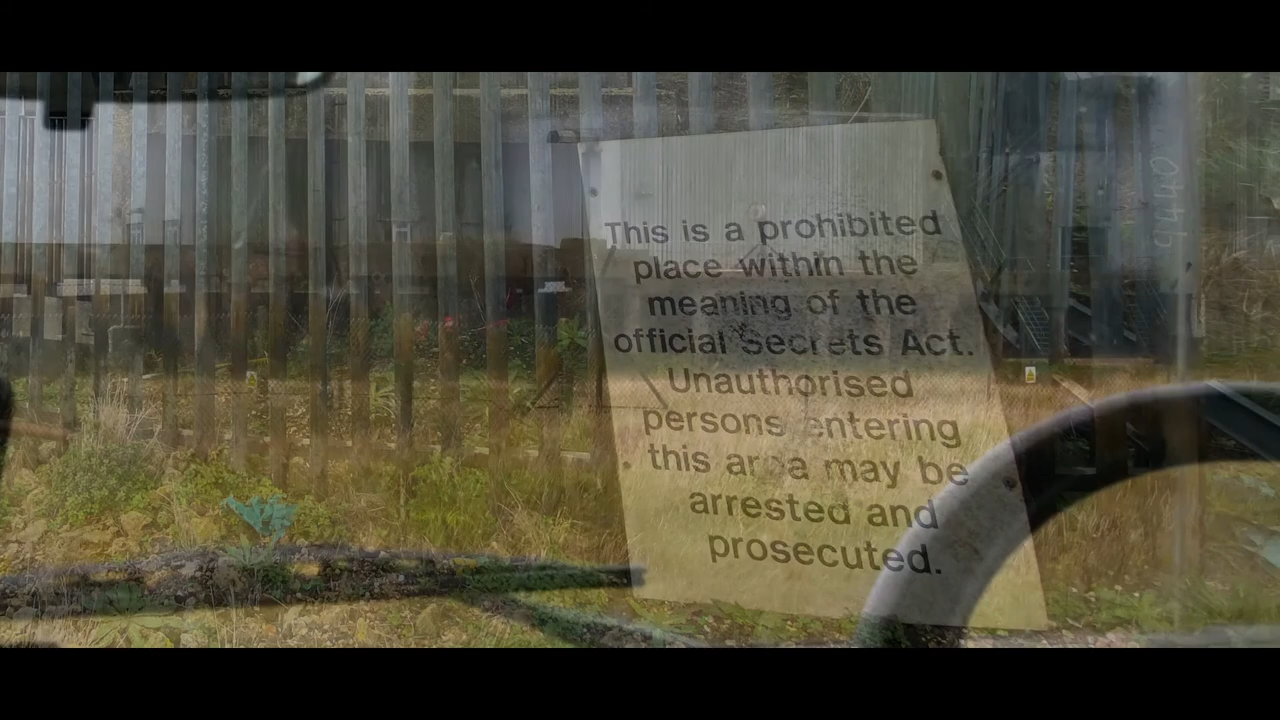 This is a prohibited
place within the
meaning of the
official Secrets Act.
Unauthorised
persons entering
this area may be
arrested and
prosecuted.